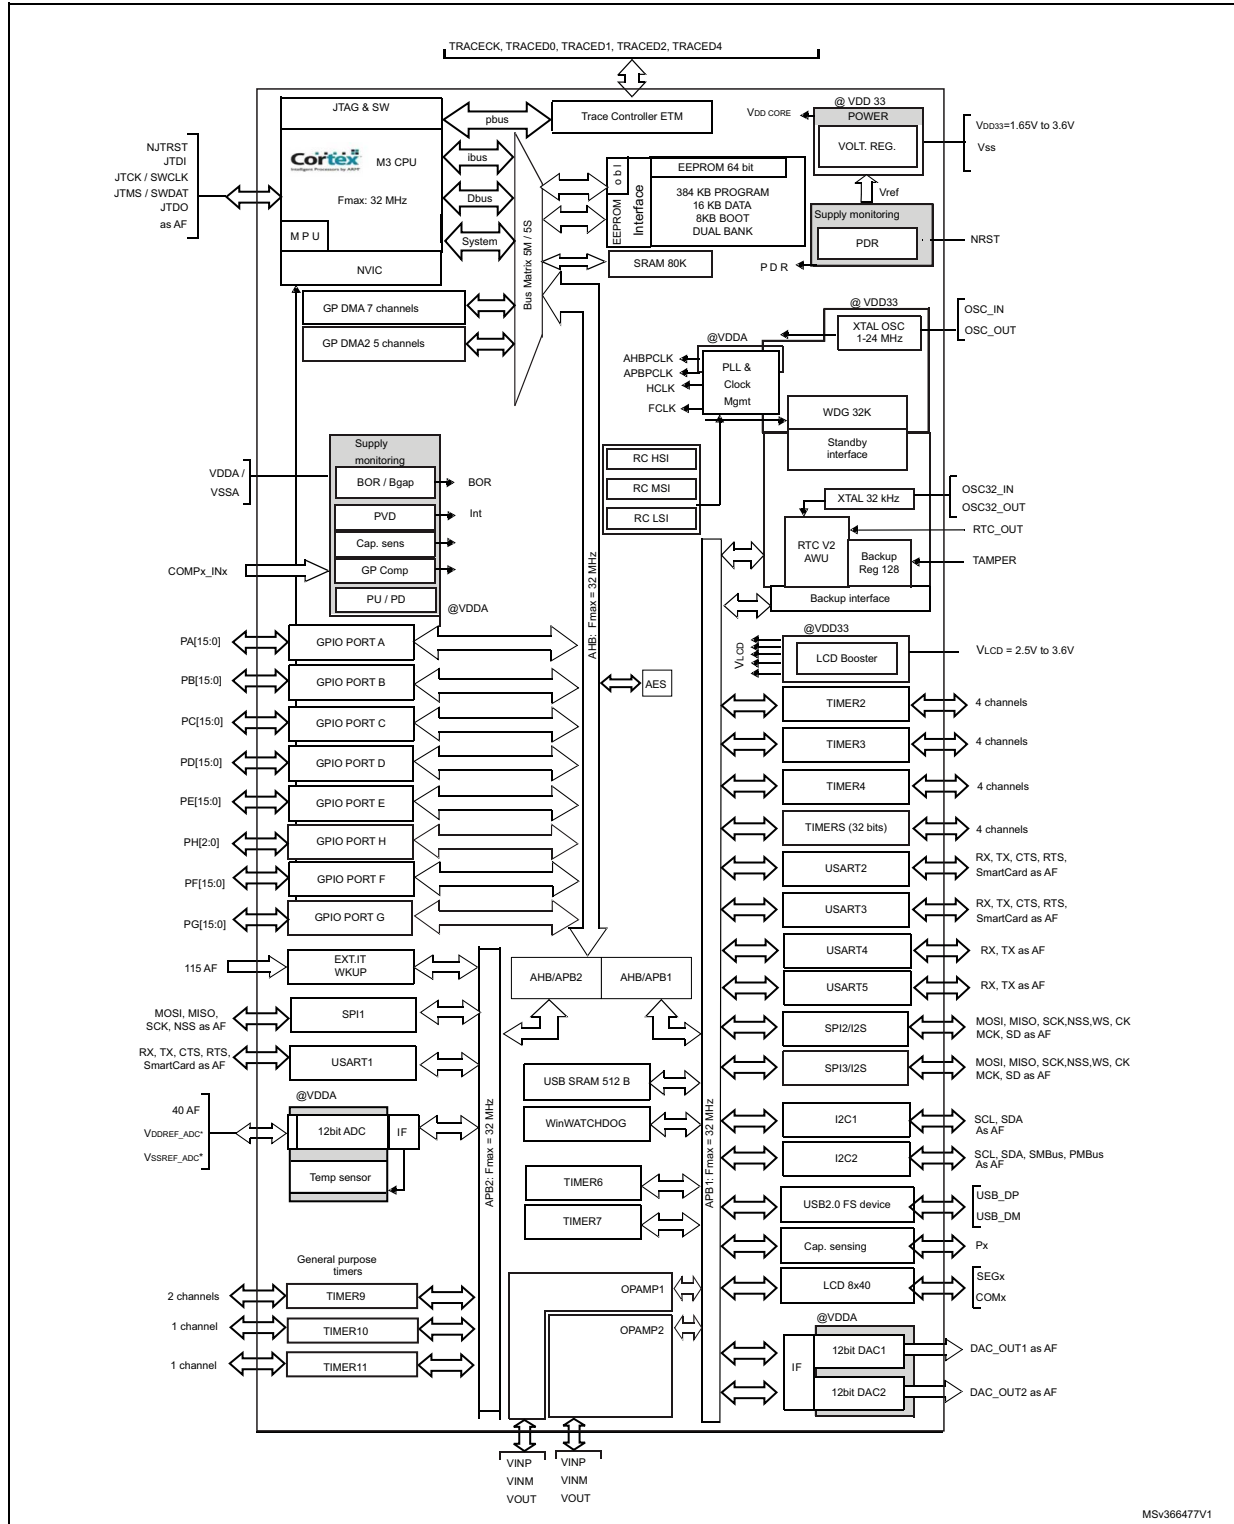 TRACECK, TRACED0, TRACED1, TRACED2, TRACED4
JTAG & SW
pbus
Trace Controller ETM
@ VDD 33
VDD CORE
POWER
VOLT. REG.
VDD33=1.65V to 3.6V
Vss
NJTRST
JTDI
JTCK / SWCLK
JTMS / SWDAT
JTDO
as AF
Cortex
Intelligent Processors by ARM®
M3 CPU
Fmax: 32 MHz
M P U
NVIC
ibus
Dbus
System
Bus Matrix 5M / 5S
obl
EEPROM
Interface
EEPROM 64 bit
384 KB PROGRAM
16 KB DATA
8KB BOOT
DUAL BANK
Vref
Supply monitoring
PDR
NRST
P D R
SRAM 80K
GP DMA 7 channels
GP DMA2 5 channels
@ VDD33
XTAL OSC
1-24 MHz
OSC_IN
OSC_OUT
@VDDA
AHBPCLK
APBPCLK
HCLK
FCLK
PLL &
Clock
Mgmt
WDG 32K
Standby
interface
RC HSI
RC MSI
RC LSI
XTAL 32 kHz
OSC32_IN
OSC32_OUT
RTC_OUT
RTC V2
AWU
Backup
Reg 128
TAMPER
Backup interface
VDDA /
VSSA
Supply
monitoring
BOR / Bgap
BOR
PVD
Int
Cap. sens
GP Comp
COMPx_INx
PU / PD
@VDDA
AHB: Fmax = 32 MHz
@VDD33
VLCD
LCD Booster
VLCD = 2.5V to 3.6V
AES
PA[15:0]
GPIO PORT A
PB[15:0]
GPIO PORT B
PC[15:0]
GPIO PORT C
PD[15:0]
GPIO PORT D
PE[15:0]
GPIO PORT E
PH[2:0]
GPIO PORT H
PF[15:0]
GPIO PORT F
PG[15:0]
GPIO PORT G
TIMER2
4 channels
TIMER3
4 channels
TIMER4
4 channels
TIMERS (32 bits)
4 channels
USART2
RX, TX, CTS, RTS,
SmartCard as AF
USART3
RX, TX, CTS, RTS,
SmartCard as AF
USART4
RX, TX as AF
USART5
RX, TX as AF
SPI2/I2S
MOSI, MISO, SCK,NSS,WS, CK
MCK, SD as AF
SPI3/I2S
MOSI, MISO, SCK,NSS,WS, CK
MCK, SD as AF
115 AF
EXT.IT
WKUP
AHB/APB2
AHB/APB1
MOSI, MISO,
SCK, NSS as AF
SPI1
RX, TX, CTS, RTS,
SmartCard as AF
USART1
@VDDA
40 AF
VDDREF_ADC*
VSSREF_ADC*
12bit ADC
IF
Temp sensor
APB2: Fmax = 32 MHz
USB SRAM 512 B
WinWATCHDOG
TIMER6
TIMER7
APB1: Fmax = 32 MHz
I2C1
SCL, SDA
As AF
I2C2
SCL, SDA, SMBus, PMBus
As AF
USB2.0 FS device
USB_DP
USB_DM
Cap. sensing
Px
LCD 8x40
SEGx
COMx
General purpose
timers
2 channels
TIMER9
1 channel
TIMER10
1 channel
TIMER11
OPAMP1
OPAMP2
@VDDA
IF
12bit DAC1
DAC_OUT1 as AF
12bit DAC2
DAC_OUT2 as AF
VINP
VINM
VOUT
VINP
VINM
VOUT
MSv366477V1